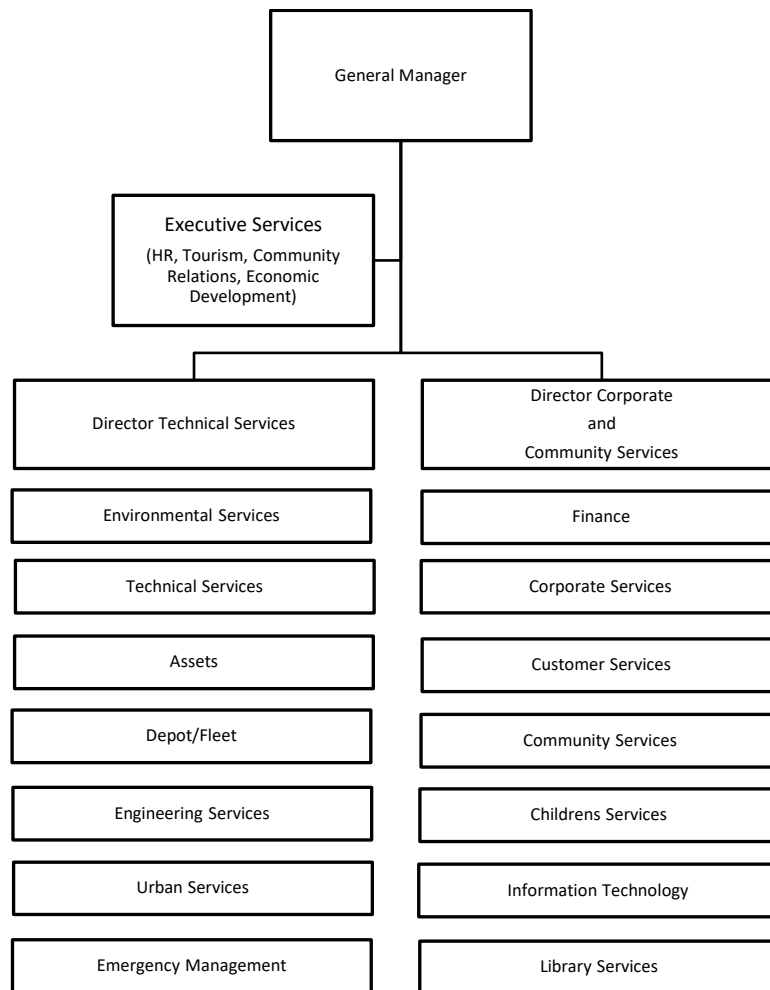 General Manager
Executive Services
(HR, Tourism, Community
Relations, Economic
Development)
Director Technical Services
Environmental Services
Technical Services
Assets
Depot/Fleet
Engineering Services
Urban Services
Emergency Management
Director Corporate
and
Community Services
Finance
Corporate Services
Customer Services
Community Services
Childrens Services
Information Technology
Library Services